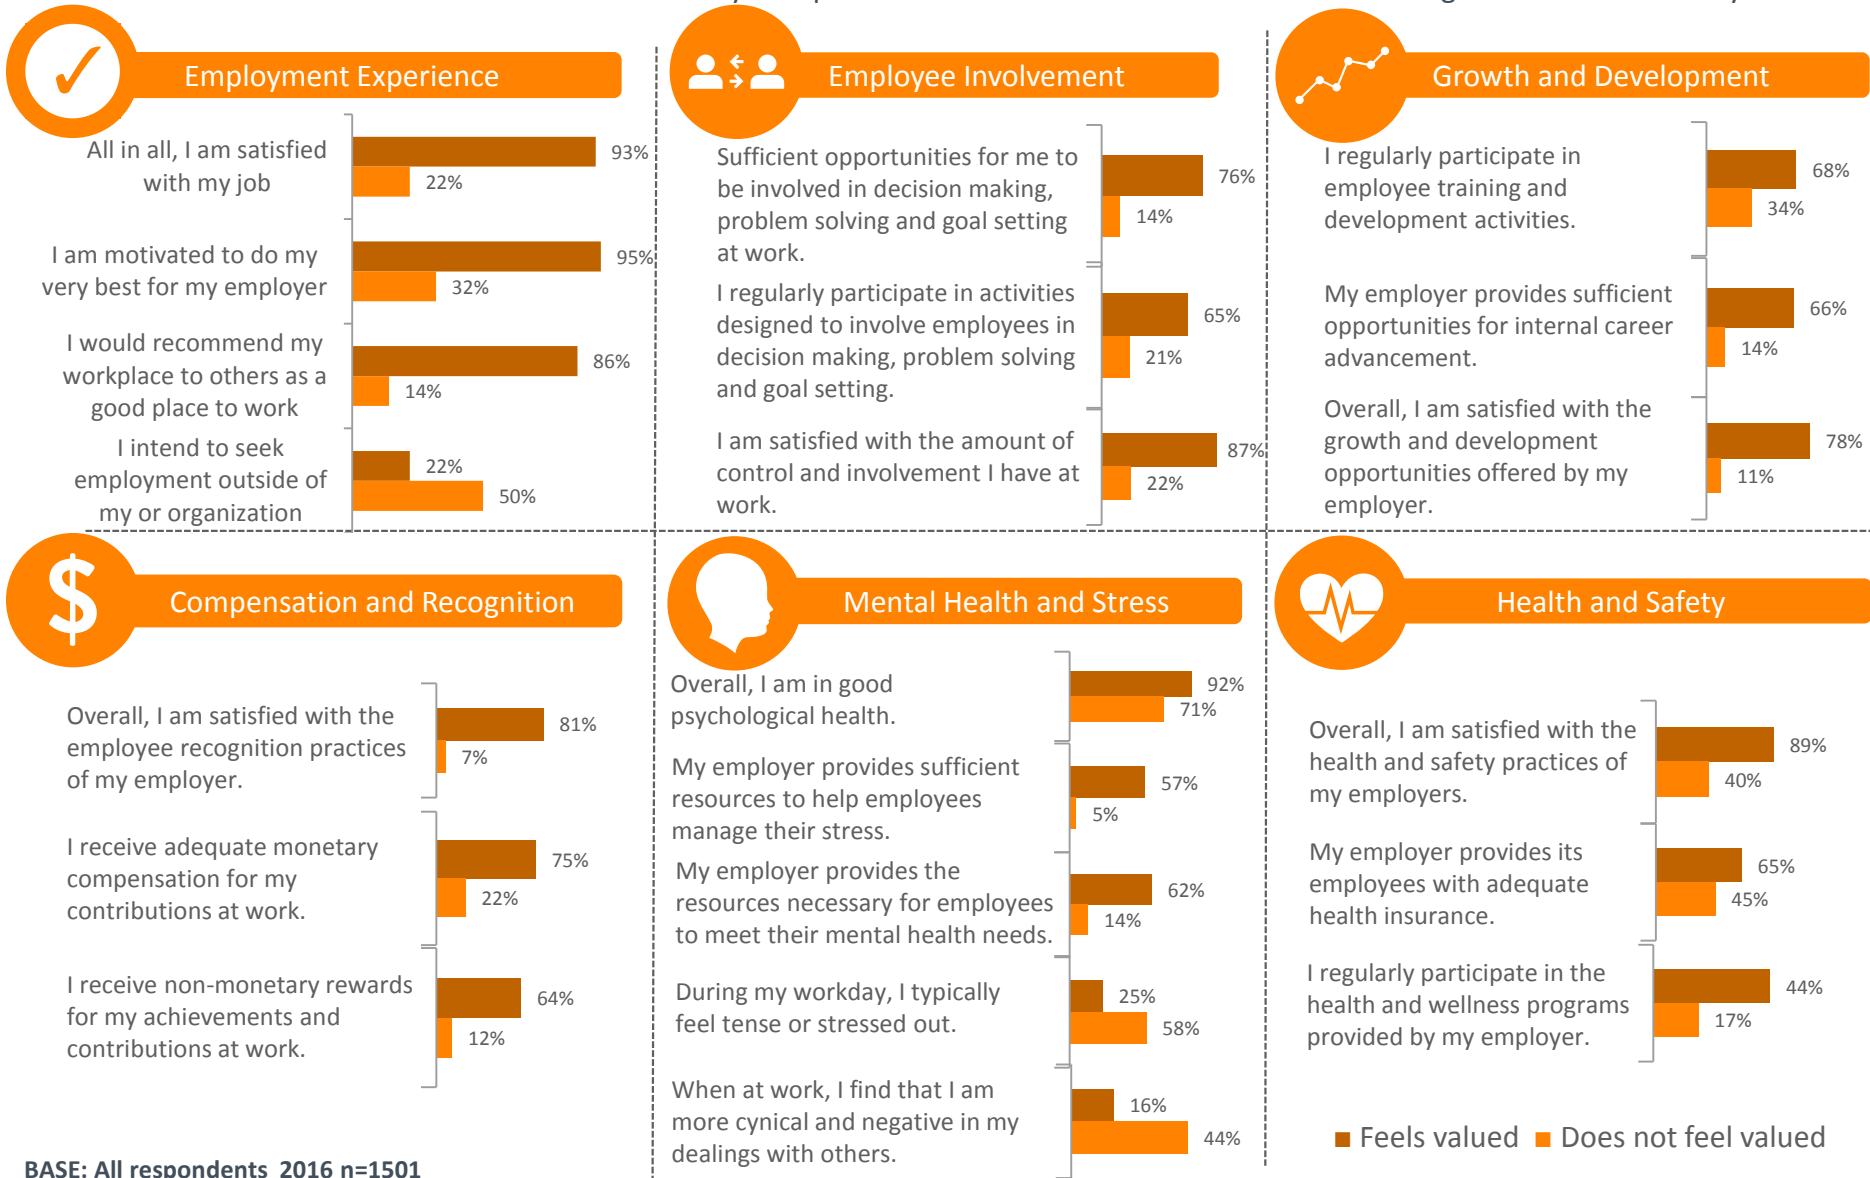 Employment Experience
All in all, I am satisfied
with my job
93%
22%
I am motivated to do my
very best for my employer
95%
32%
I would recommend my
workplace to others as a
good place to work
86%
14%
I intend to seek
employment outside of
my or organization
22%
50%
Employee Involvement
Sufficient opportunities for me to
be involved in decision making,
problem solving and goal setting
at work.
76%
14%
I regularly participate in activities
designed to involve employees in
decision making, problem solving
and goal setting.
65%
21%
I am satisfied with the amount of
control and involvement I have at
work.
87%
22%
Growth and Development
I regularly participate in
employee training and
development activities.
68%
34%
My employer provides sufficient
opportunities for internal career
advancement.
66%
14%
Overall, I am satisfied with the
growth and development
opportunities offered by my
employer.
78%
11%
$
Compensation and Recognition
Overall, I am satisfied with the
employee recognition practices
of my employer.
81%
7%
I receive adequate monetary
compensation for my
contributions at work.
75%
22%
I receive non-monetary rewards
for my achievements and
contributions at work.
64%
12%
Mental Health and Stress
Overall, I am in good
psychological health.
92%
71%
My employer provides sufficient
resources to help employees
manage their stress.
57%
5%
My employer provides the
resources necessary for employees
to meet their mental health needs.
62%
14%
During my workday, I typically
feel tense or stressed out.
25%
58%
When at work, I find that I am
more cynical and negative in my
dealings with others.
16%
44%
Health and Safety
Overall, I am satisfied with the
health and safety practices of
my employers.
89%
40%
My employer provides its
employees with adequate
health insurance.
65%
45%
I regularly participate in the
health and wellness programs
provided by my employer.
44%
17%
Feels valued
Does not feel valued
BASE: All respondents 2016 n=1501